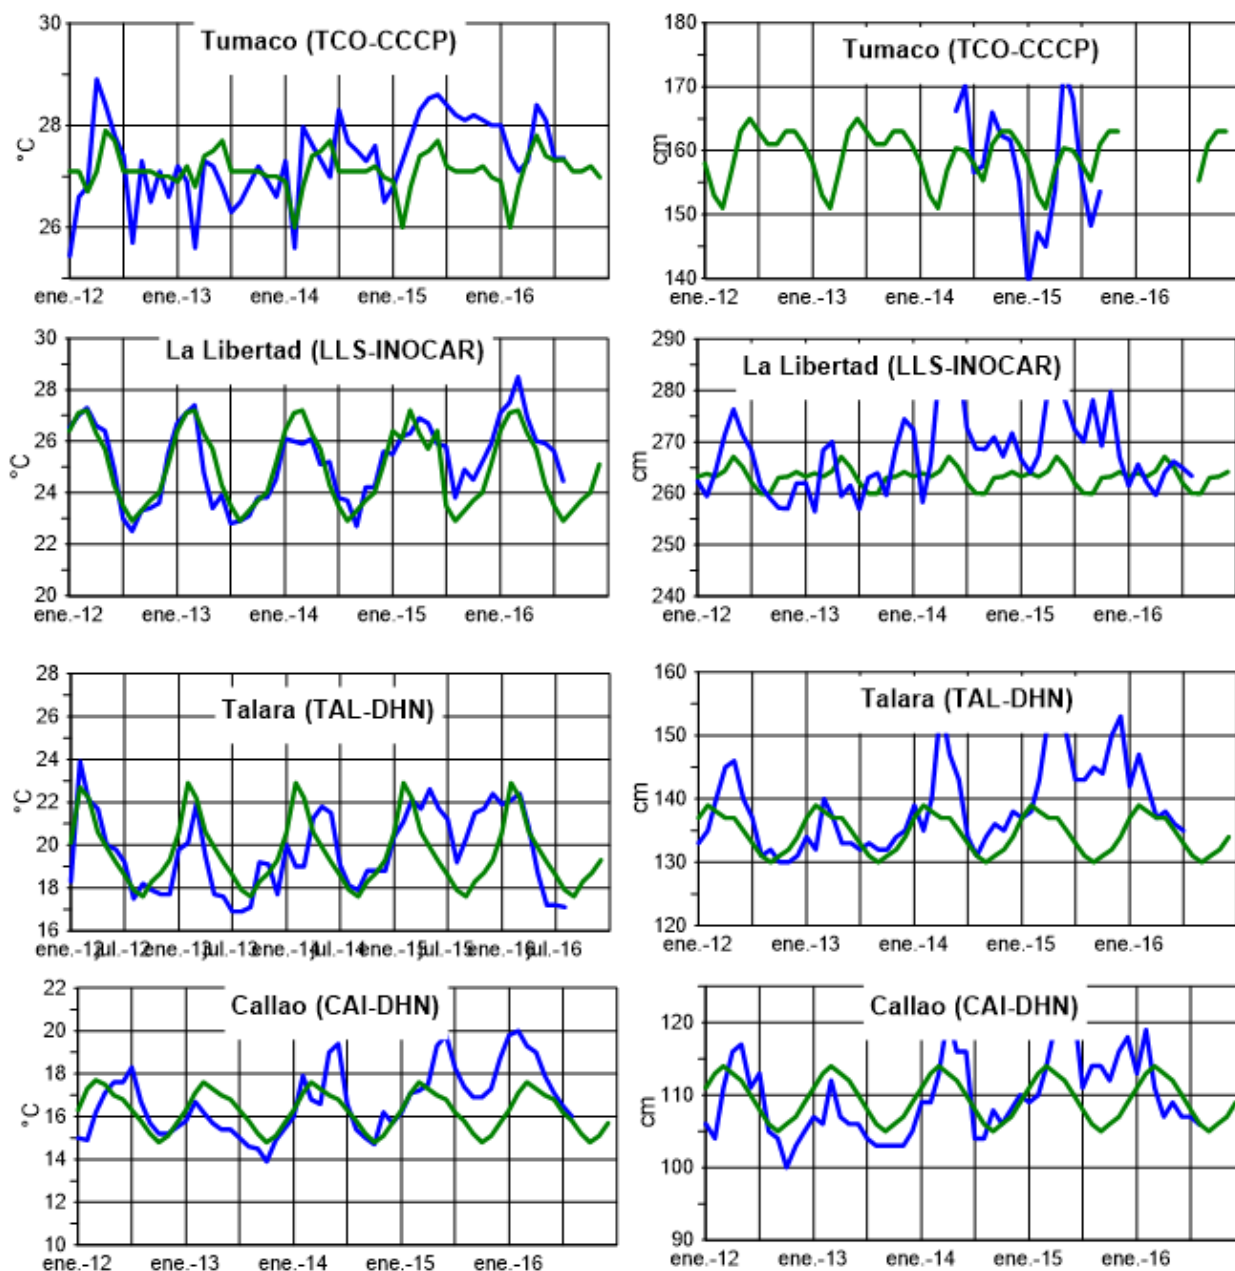 30
28
26
°C
Tumaco (TCO-CCCP)
ene.-12 ene.-13 ene.-14 ene.-15 ene.-16
180
170
160
150
140
cm
Tumaco (TCO-CCCP)
ene.-12 ene.-13 ene.-14 ene.-15 ene.-16
30
28
26
24
22
20
°C
La Libertad (LLS-INOCAR)
ene.-12 ene.-13 ene.-14 ene.-15 ene.-16
290
280
270
260
250
240
cm
La Libertad (LLS-INOCAR)
ene.-12 ene.-13 ene.-14 ene.-15 ene.-16
28
26
24
22
20
18
16
°C
Talara (TAL-DHN)
ene.-12 jul.-12 ene.-13 jul.-13 ene.-14 jul.-14 ene.-15 jul.-15 ene.-16 jul.-16
160
150
140
130
120
cm
Talara (TAL-DHN)
ene.-12 ene.-13 ene.-14 ene.-15 ene.-16
22
20
18
16
14
12
10
°C
Callao (CAI-DHN)
ene.-12 ene.-13 ene.-14 ene.-15 ene.-16
120
110
100
90
cm
Callao (CAI-DHN)
ene.-12 ene.-13 ene.-14 ene.-15 ene.-16